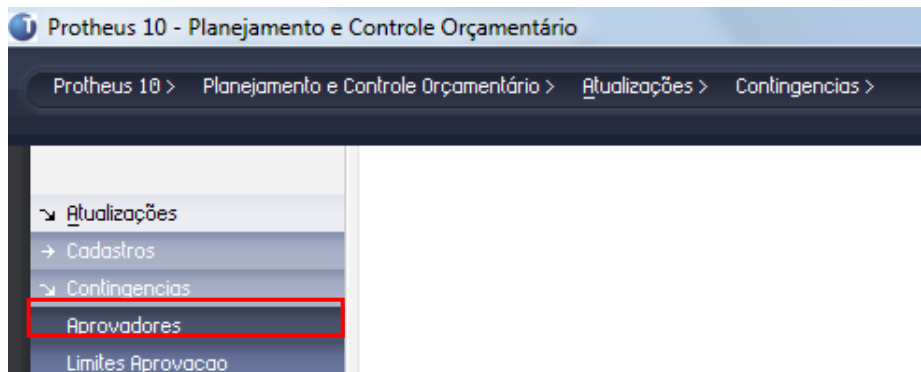 Protheus 10 - Planejamento e Controle Orçamentário
Protheus 10 > Planejamento e Controle Orçamentário > Atualizações > Contingencias >
Atualizações
Cadastros
Contingencias
Aprovadores
Limites Aprovacao